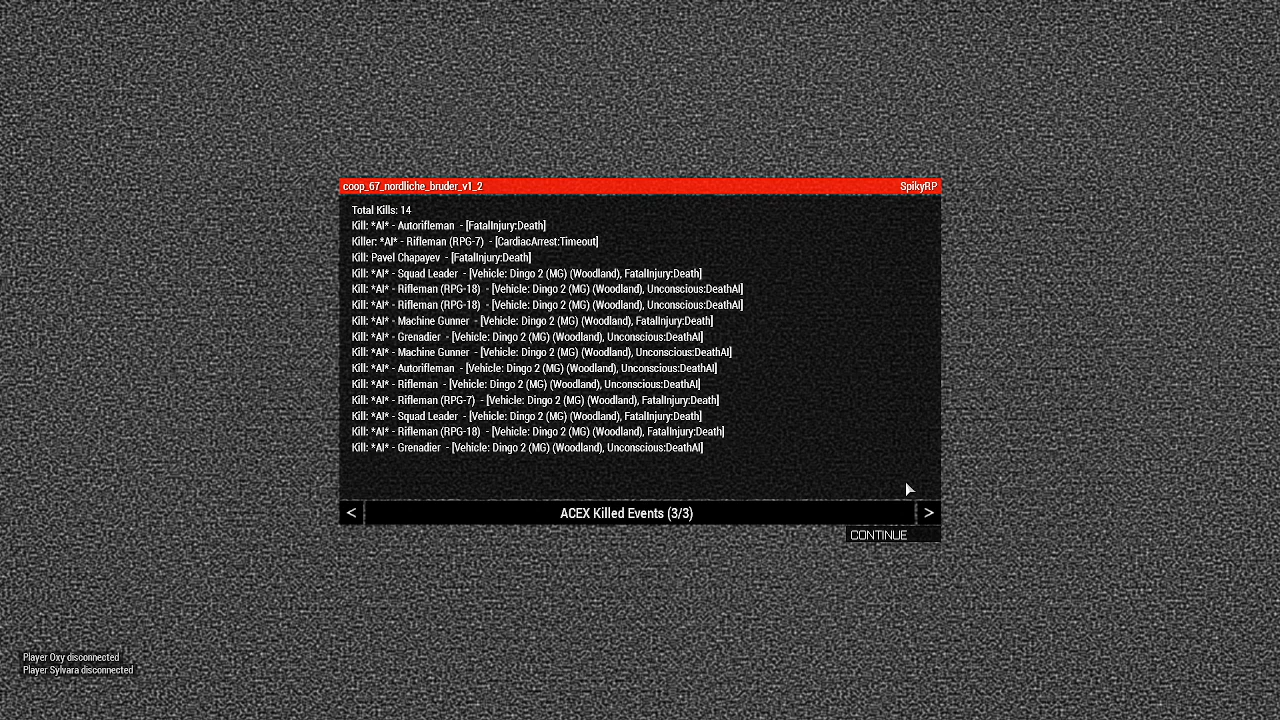 coop_67_nordliche_bruder_v1_2 SpikyRP
Total Kills: 14
Kill: *AI* - Autorifleman - [FatalInjury:Death]
Killer: *AI* - Rifleman (RPG-7) - [CardiacArrest:Timeout]
Kill: Pavel Chapayev - [FatalInjury:Death]
Kill: *AI* - Squad Leader - [Vehicle: Dingo 2 (MG) (Woodland), FatalInjury:Death]
Kill: *AI* - Rifleman (RPG-18) - [Vehicle: Dingo 2 (MG) (Woodland), Unconscious:DeathAI]
Kill: *AI* - Rifleman (RPG-18) - [Vehicle: Dingo 2 (MG) (Woodland), Unconscious:DeathAI]
Kill: *AI* - Machine Gunner - [Vehicle: Dingo 2 (MG) (Woodland), FatalInjury:Death]
Kill: *AI* - Grenadier - [Vehicle: Dingo 2 (MG) (Woodland), Unconscious:DeathAI]
Kill: *AI* - Machine Gunner - [Vehicle: Dingo 2 (MG) (Woodland), Unconscious:DeathAI]
Kill: *AI* - Autorifleman - [Vehicle: Dingo 2 (MG) (Woodland), Unconscious:DeathAI]
Kill: *AI* - Rifleman - [Vehicle: Dingo 2 (MG) (Woodland), Unconscious:DeathAI]
Kill: *AI* - Rifleman (RPG-7) - [Vehicle: Dingo 2 (MG) (Woodland), FatalInjury:Death]
Kill: *AI* - Squad Leader - [Vehicle: Dingo 2 (MG) (Woodland), FatalInjury:Death]
Kill: *AI* - Rifleman (RPG-18) - [Vehicle: Dingo 2 (MG) (Woodland), FatalInjury:Death]
Kill: *AI* - Grenadier - [Vehicle: Dingo 2 (MG) (Woodland), Unconscious:DeathAI]
< ACEX Killed Events (3/3) >
CONTINUE
Player Oxy disconnected
Player Sylvara disconnected